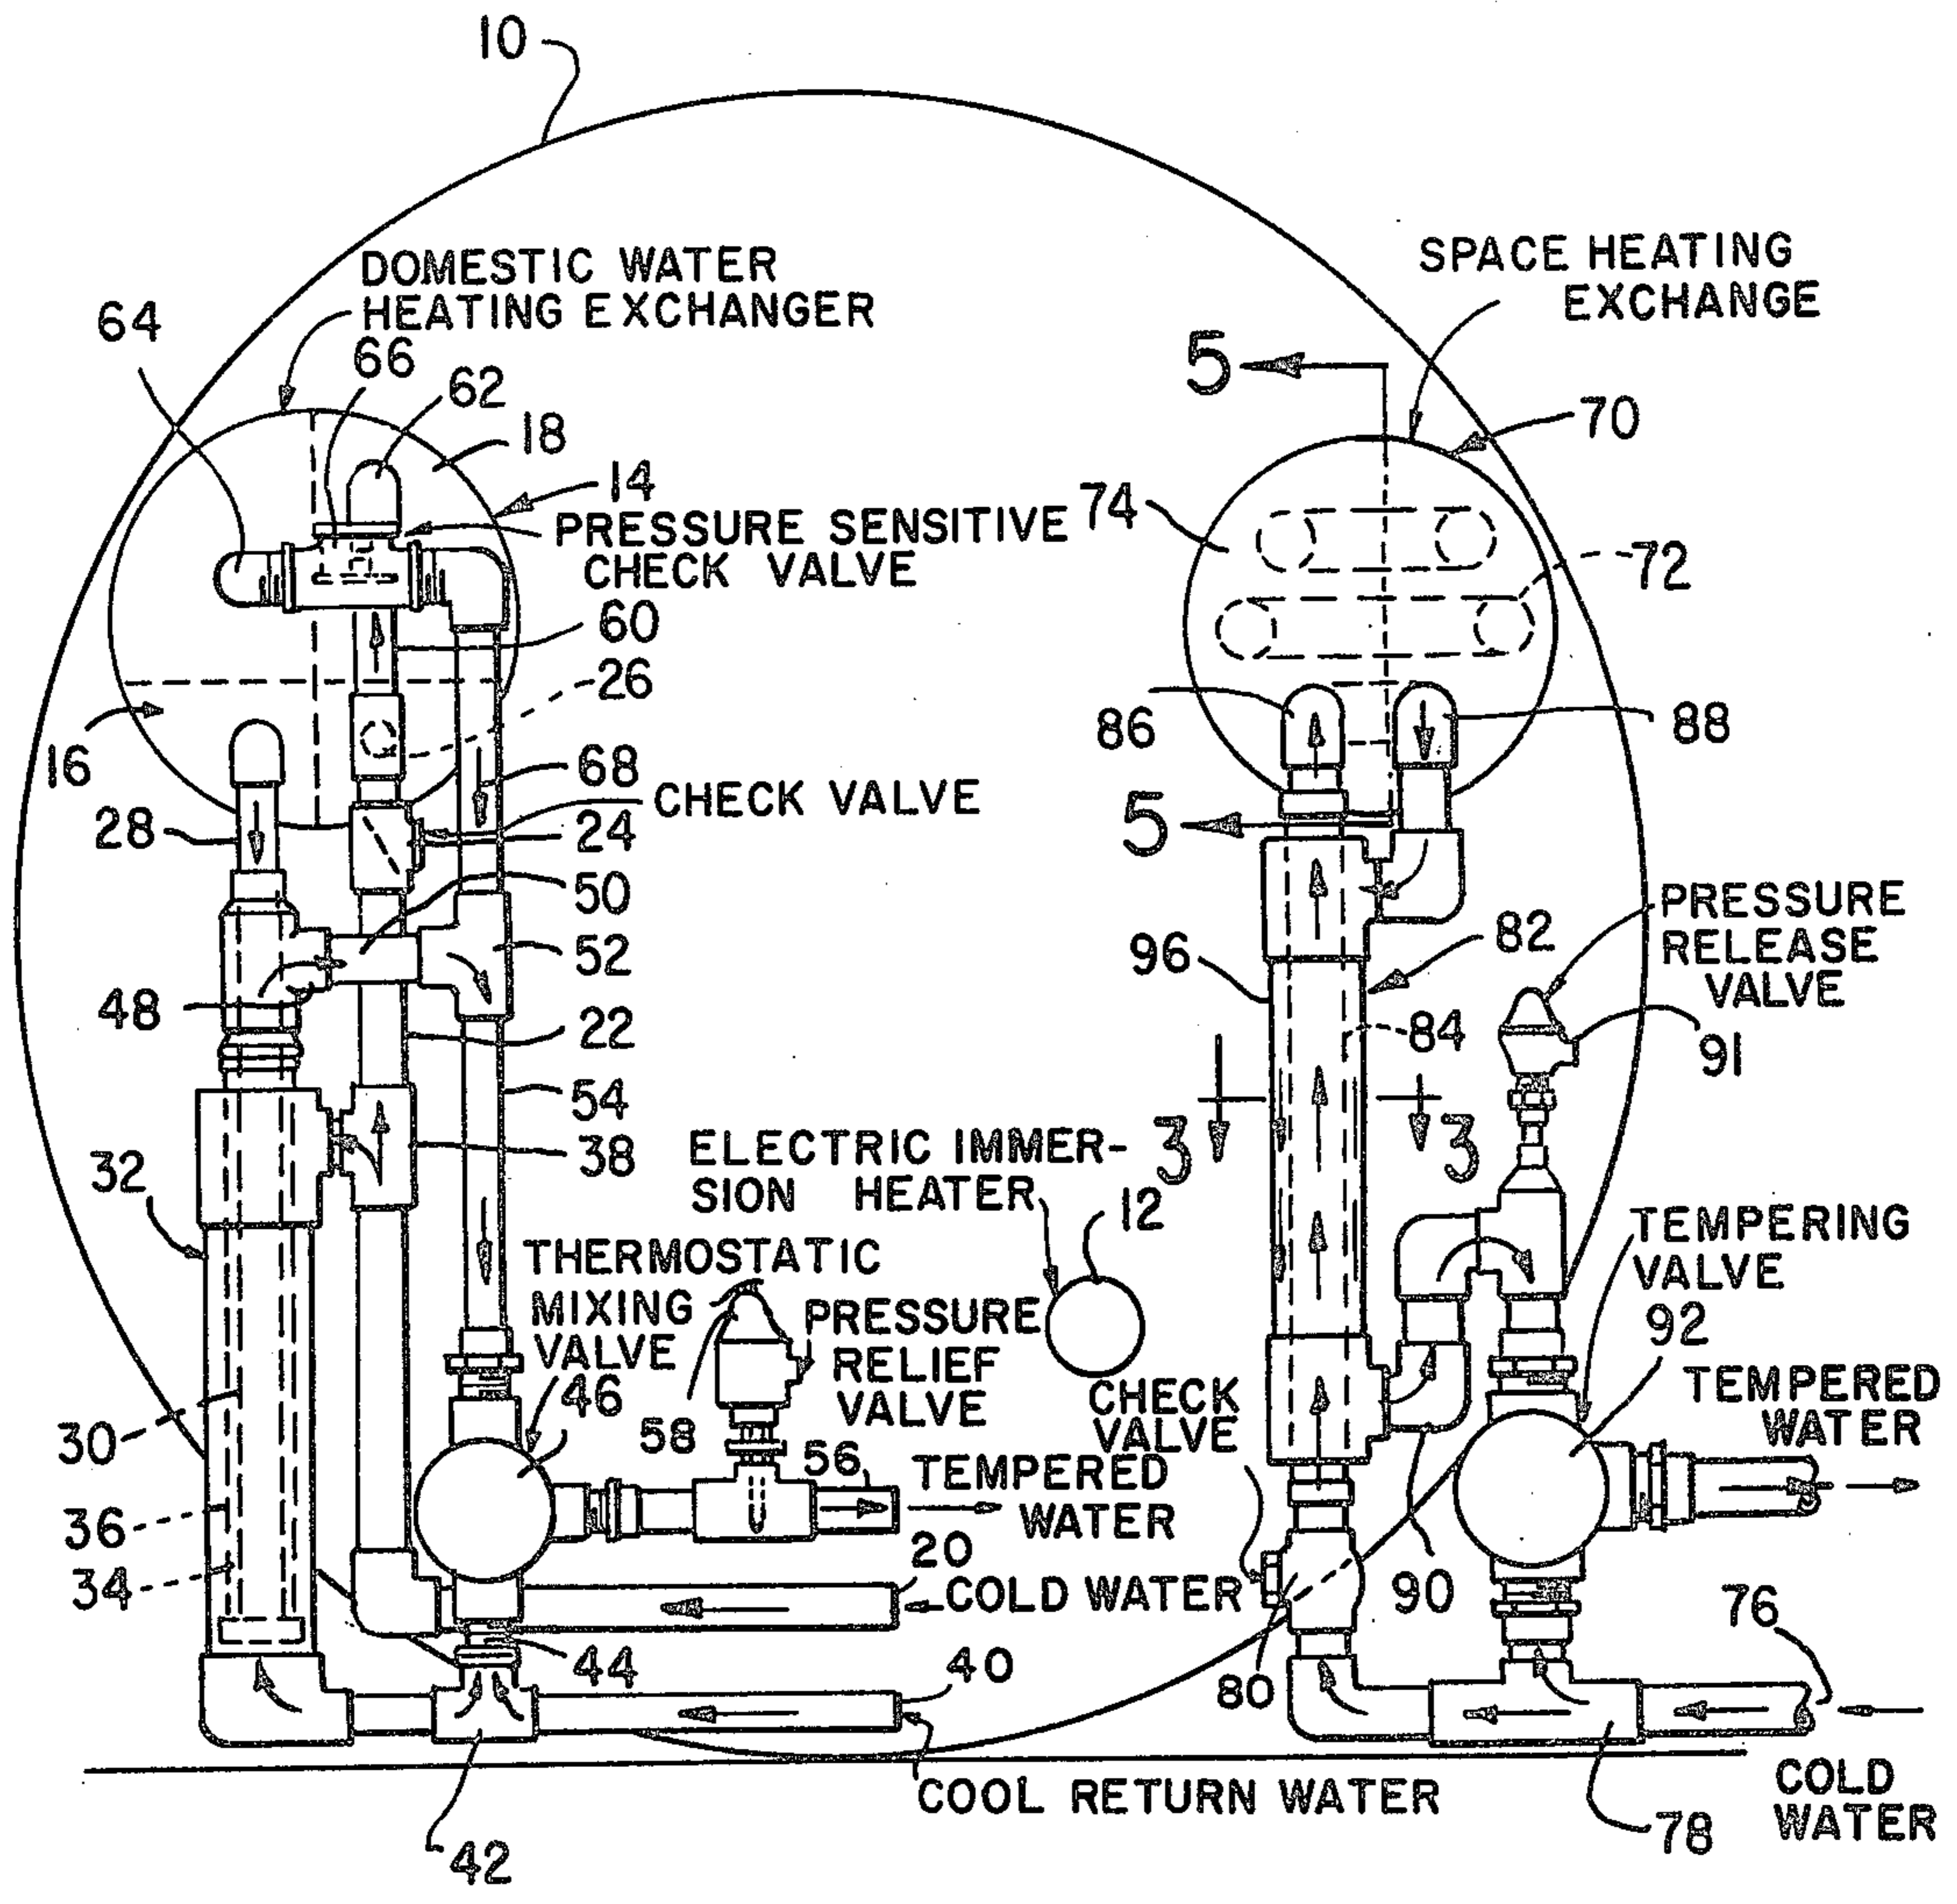 10
DOMESTIC WATER
HEATING EXCHANGER
SPACE HEATING
EXCHANGE
64
66
62
18
14
PRESSURE SENSITIVE
CHECK VALVE
5
70
74
72
60
26
16
68
86
88
CHECK VALVE
28
24
5
50
52
48
22
96
82
PRESSURE
RELEASE
VALVE
84
91
54
38
3
3
32
ELECTRIC IMMER-
SION HEATER
12
THERMOSTATIC
MIXING
VALVE
46
PRESSURE
RELIEF
VALVE
58
TEMPERING
VALVE
92
CHECK
VALVE
TEMPERED
WATER
30
36
34
56
TEMPERED
WATER
20
COLD WATER
90
44
40
80
76
COOL RETURN WATER
42
78
COLD
WATER